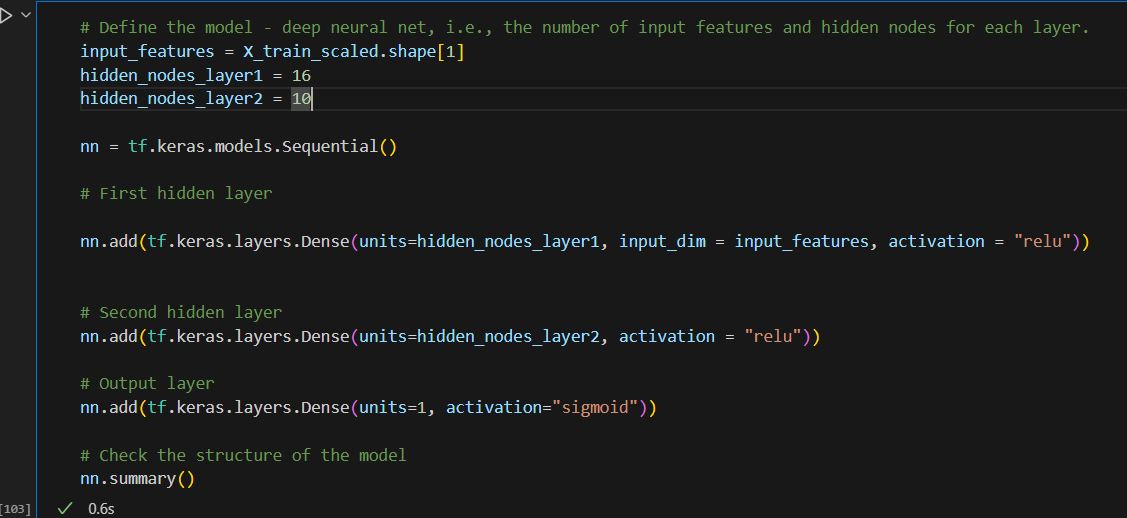 # Define the model - deep neural net, i.e., the number of input features and hidden nodes for each layer.
input_features = X_train_scaled.shape[1]
hidden_nodes_layer1 = 16
hidden_nodes_layer2 = 10
nn = tf.keras.models.Sequential()
# First hidden layer
nn.add(tf.keras.layers.Dense(units=hidden_nodes_layer1, input_dim = input_features, activation = "relu"))
# Second hidden layer
nn.add(tf.keras.layers.Dense(units=hidden_nodes_layer2, activation = "relu"))
# Output layer
nn.add(tf.keras.layers.Dense(units=1, activation="sigmoid"))
# Check the structure of the model
nn.summary()
[103] ✓ 0.6s